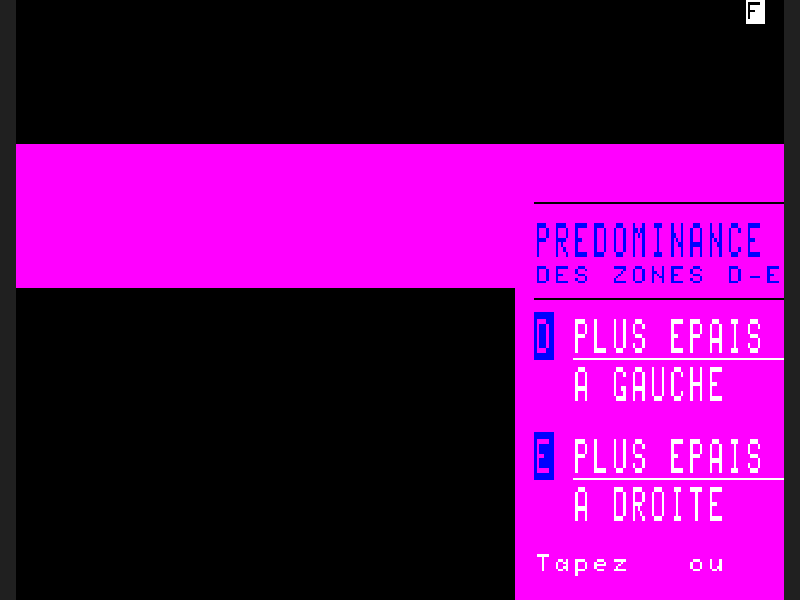 F
PREDOMINANCE
DES ZONES D-E
D PLUS EPAIS
A GAUCHE
E PLUS EPAIS
A DROITE
Tapez ou